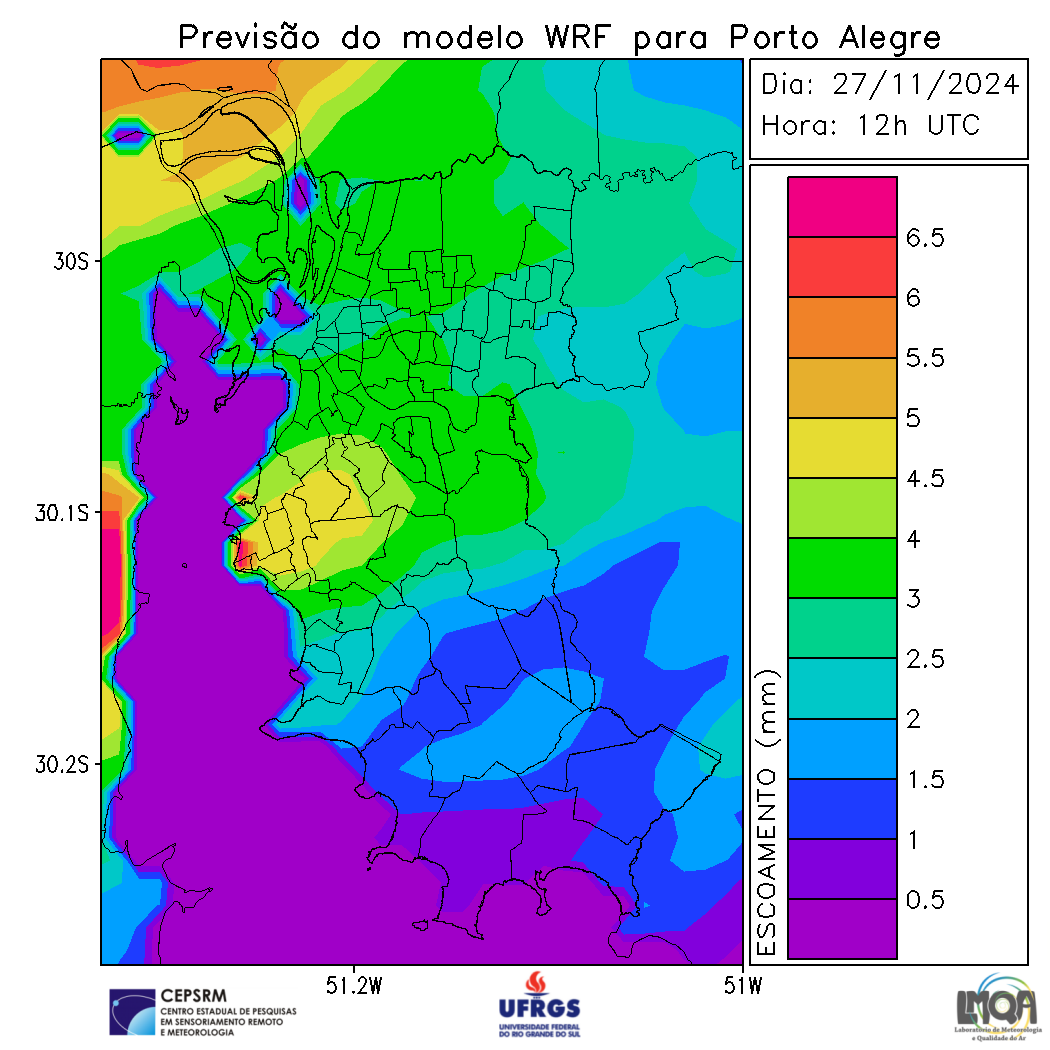 Previsão do modelo WRF para Porto Alegre
Dia: 27/11/2024
Hora: 12h UTC
30S
30.1S
30.2S
51.2W
51W
ESCOAMENTO (mm)
6.5
6
5.5
5
4.5
4
3
2.5
2
1.5
1
0.5
CEPSRM
CENTRO ESTADUAL DE PESQUISAS
EM SENSORIAMENTO REMOTO
E METEOROLOGIA
UFRGS
UNIVERSIDADE FEDERAL
DO RIO GRANDE DO SUL
LMQA
Laboratório de Meteorologia
e Qualidade do Ar